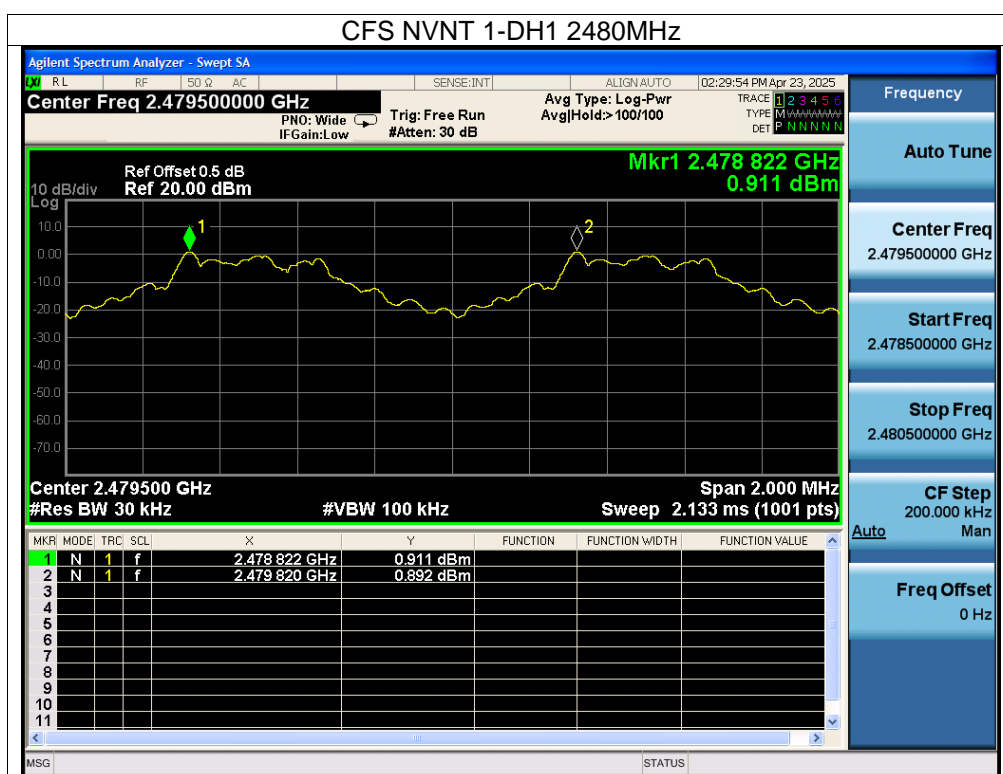 CFS NVNT 1-DH1 2480MHz
Agilent Spectrum Analyzer - Swept SA
LXI RL RF 50 Ω AC SENSE:INT ALIGN AUTO 02:29:54 PM Apr 23, 2025
Center Freq 2.479500000 GHz
PNO: Wide
IFGain:Low
Trig: Free Run
#Atten: 30 dB
Avg Type: Log-Pwr
Avg|Hold:> 100/100
TRACE 1 2 3 4 5 6
TYPE M WWWWW
DET P N N N N N
Mkr1 2.478 822 GHz
0.911 dBm
Ref Offset 0.5 dB
10 dB/div Ref 20.00 dBm
Log
10.0
0.00
-10.0
-20.0
-30.0
-40.0
-50.0
-60.0
-70.0
1
2
Center 2.479500 GHz Span 2.000 MHz
#Res BW 30 kHz #VBW 100 kHz Sweep 2.133 ms (1001 pts)
MKR MODE TRC SCL X Y FUNCTION FUNCTION WIDTH FUNCTION VALUE
1 N 1 f 2.478 822 GHz 0.911 dBm
2 N 1 f 2.479 820 GHz 0.892 dBm
3
4
5
6
7
8
9
10
11
MSG STATUS
Frequency
Auto Tune
Center Freq
2.479500000 GHz
Start Freq
2.478500000 GHz
Stop Freq
2.480500000 GHz
CF Step
200.000 kHz
Auto Man
Freq Offset
0 Hz